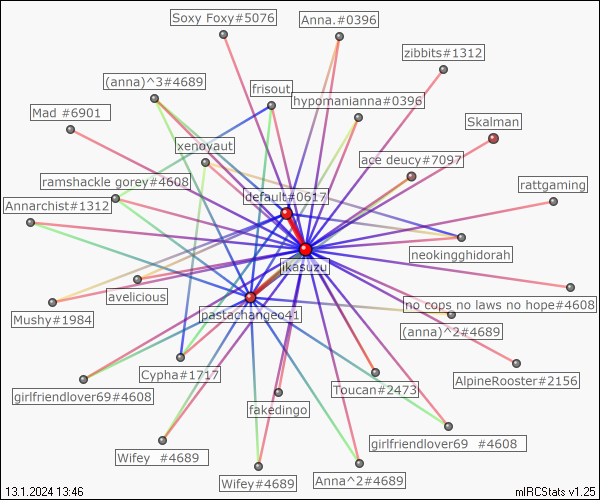 Soxy Foxy#5076
Anna.#0396
zibbits#1312
(anna)^3#4689
frisout
hypomanianna#0396
Mad #6901
Skalman
xenoyaut
ace deucy#7097
ramshackle gorey#4608
default#0617
rattgaming
Annarchist#1312
neokingghidorah
jkasuzu
avelicious
no cops no laws no hope#4608
Mushy#1984
pastachangeo41
(anna)^2#4689
Cypha#1717
AlpineRooster#2156
Toucan#2473
girlfriendlover69#4608
fakedingo
girlfriendlover69 #4608
Wifey #4689
Wifey#4689
Anna^2#4689
13.1.2024 13:46
mIRCStats v1.25